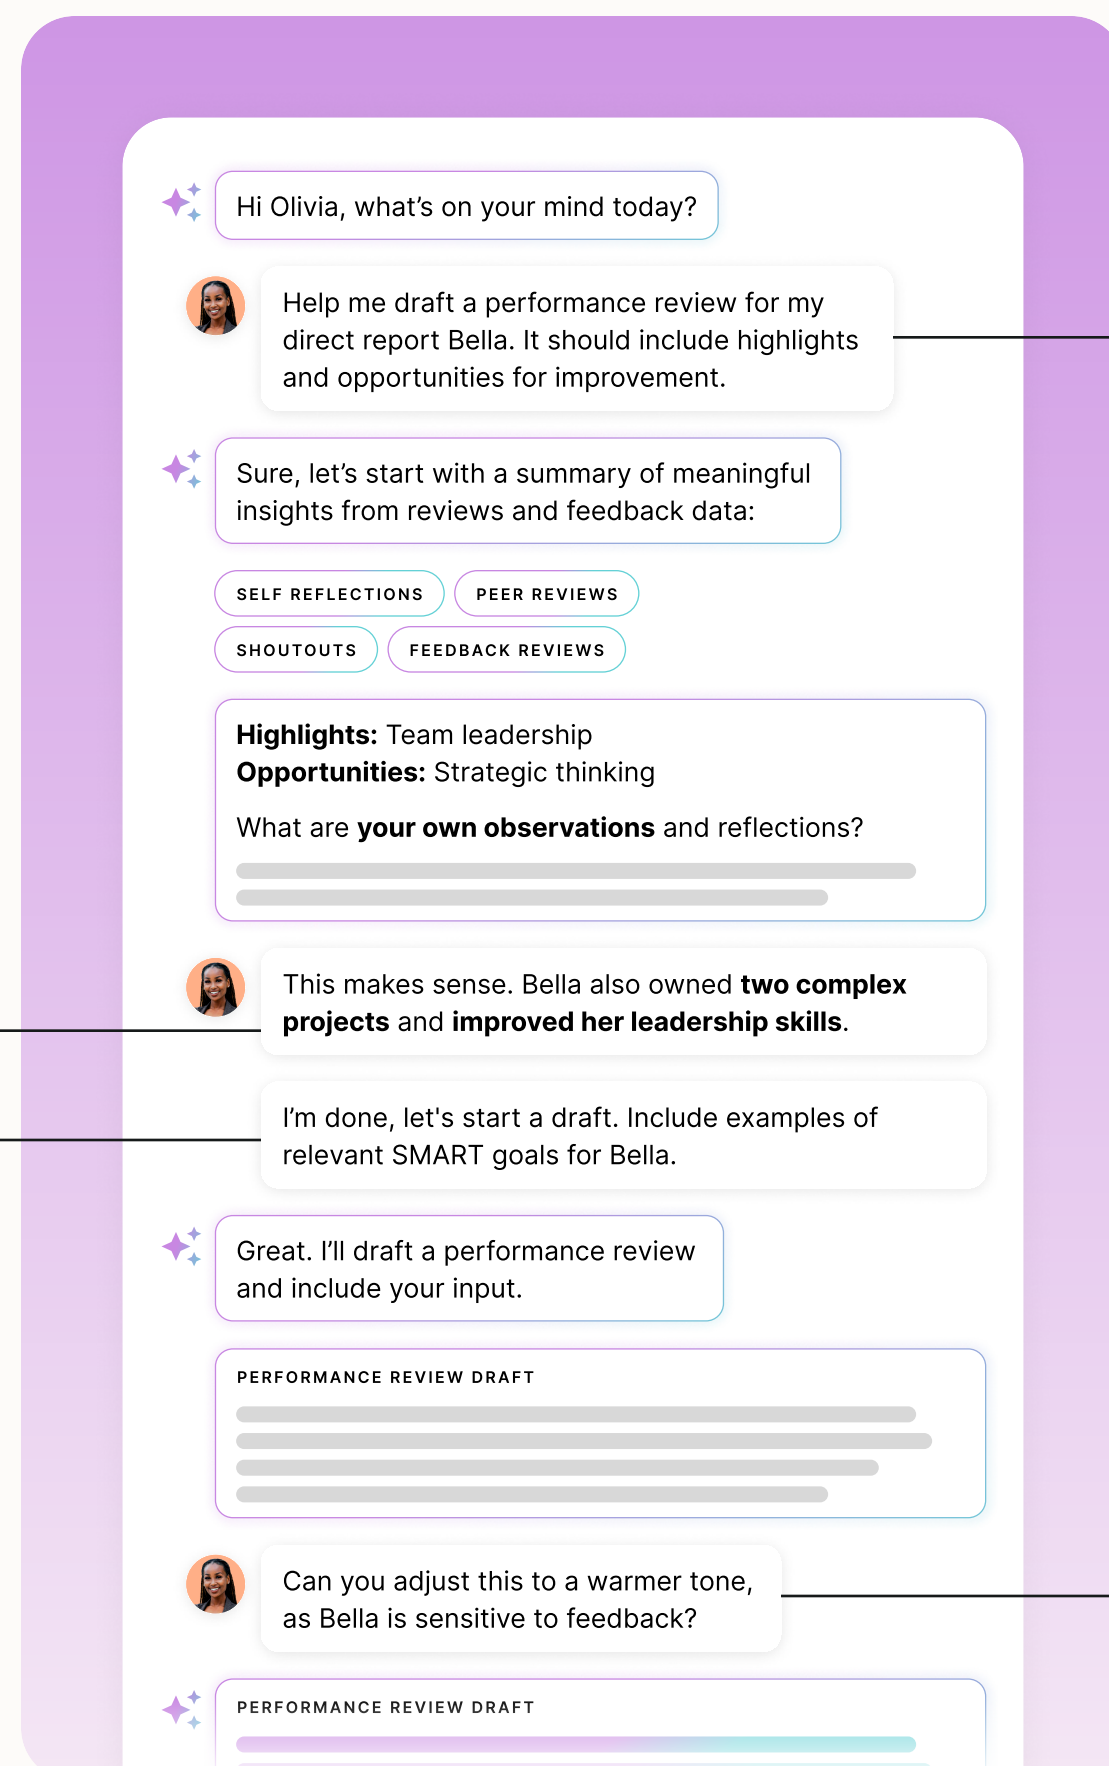 Hi Olivia, what’s on your mind today?
Help me draft a performance review for my
direct report Bella. It should include highlights
and opportunities for improvement.
Sure, let’s start with a summary of meaningful
insights from reviews and feedback data:
SELF REFLECTIONS
PEER REVIEWS
SHOUTOUTS
FEEDBACK REVIEWS
Highlights: Team leadership
Opportunities: Strategic thinking
What are your own observations and reflections?
This makes sense. Bella also owned two complex
projects and improved her leadership skills.
I’m done, let's start a draft. Include examples of
relevant SMART goals for Bella.
Great. I’ll draft a performance review
and include your input.
PERFORMANCE REVIEW DRAFT
Can you adjust this to a warmer tone,
as Bella is sensitive to feedback?
PERFORMANCE REVIEW DRAFT